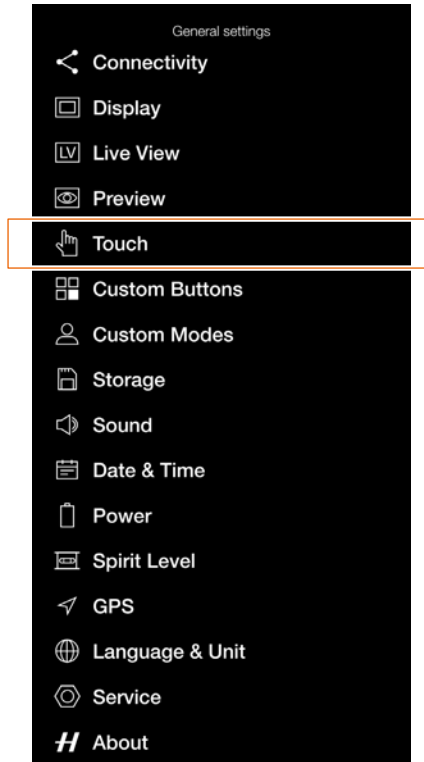 General settings
Connectivity
Display
LV Live View
Preview
Touch
Custom Buttons
Custom Modes
Storage
Sound
Date & Time
Power
Spirit Level
GPS
Language & Unit
Service
H About